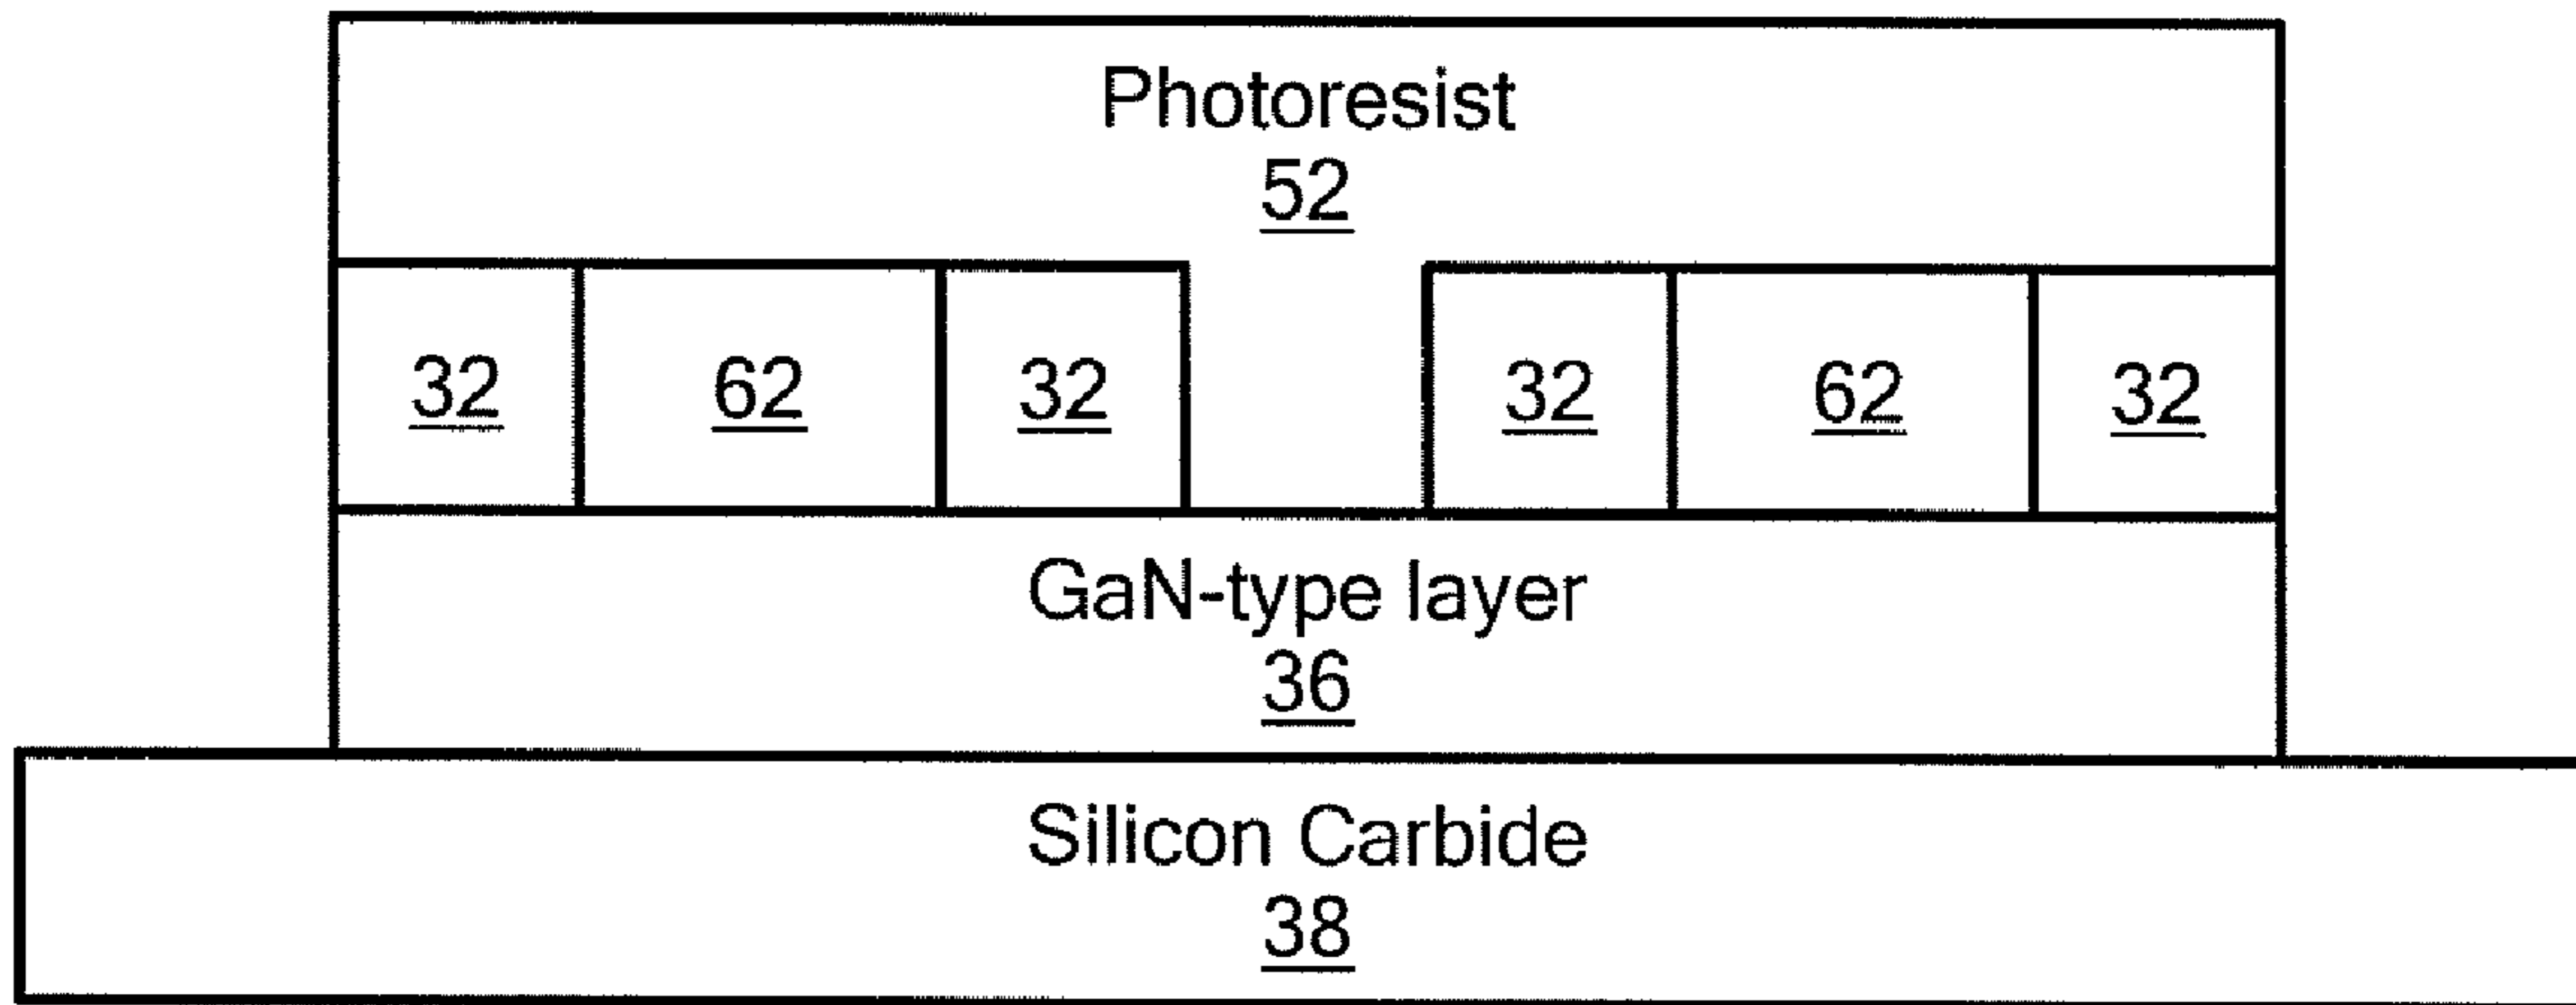 Photoresist
52
32 62 32 32 62 32
GaN-type layer
36
Silicon Carbide
38